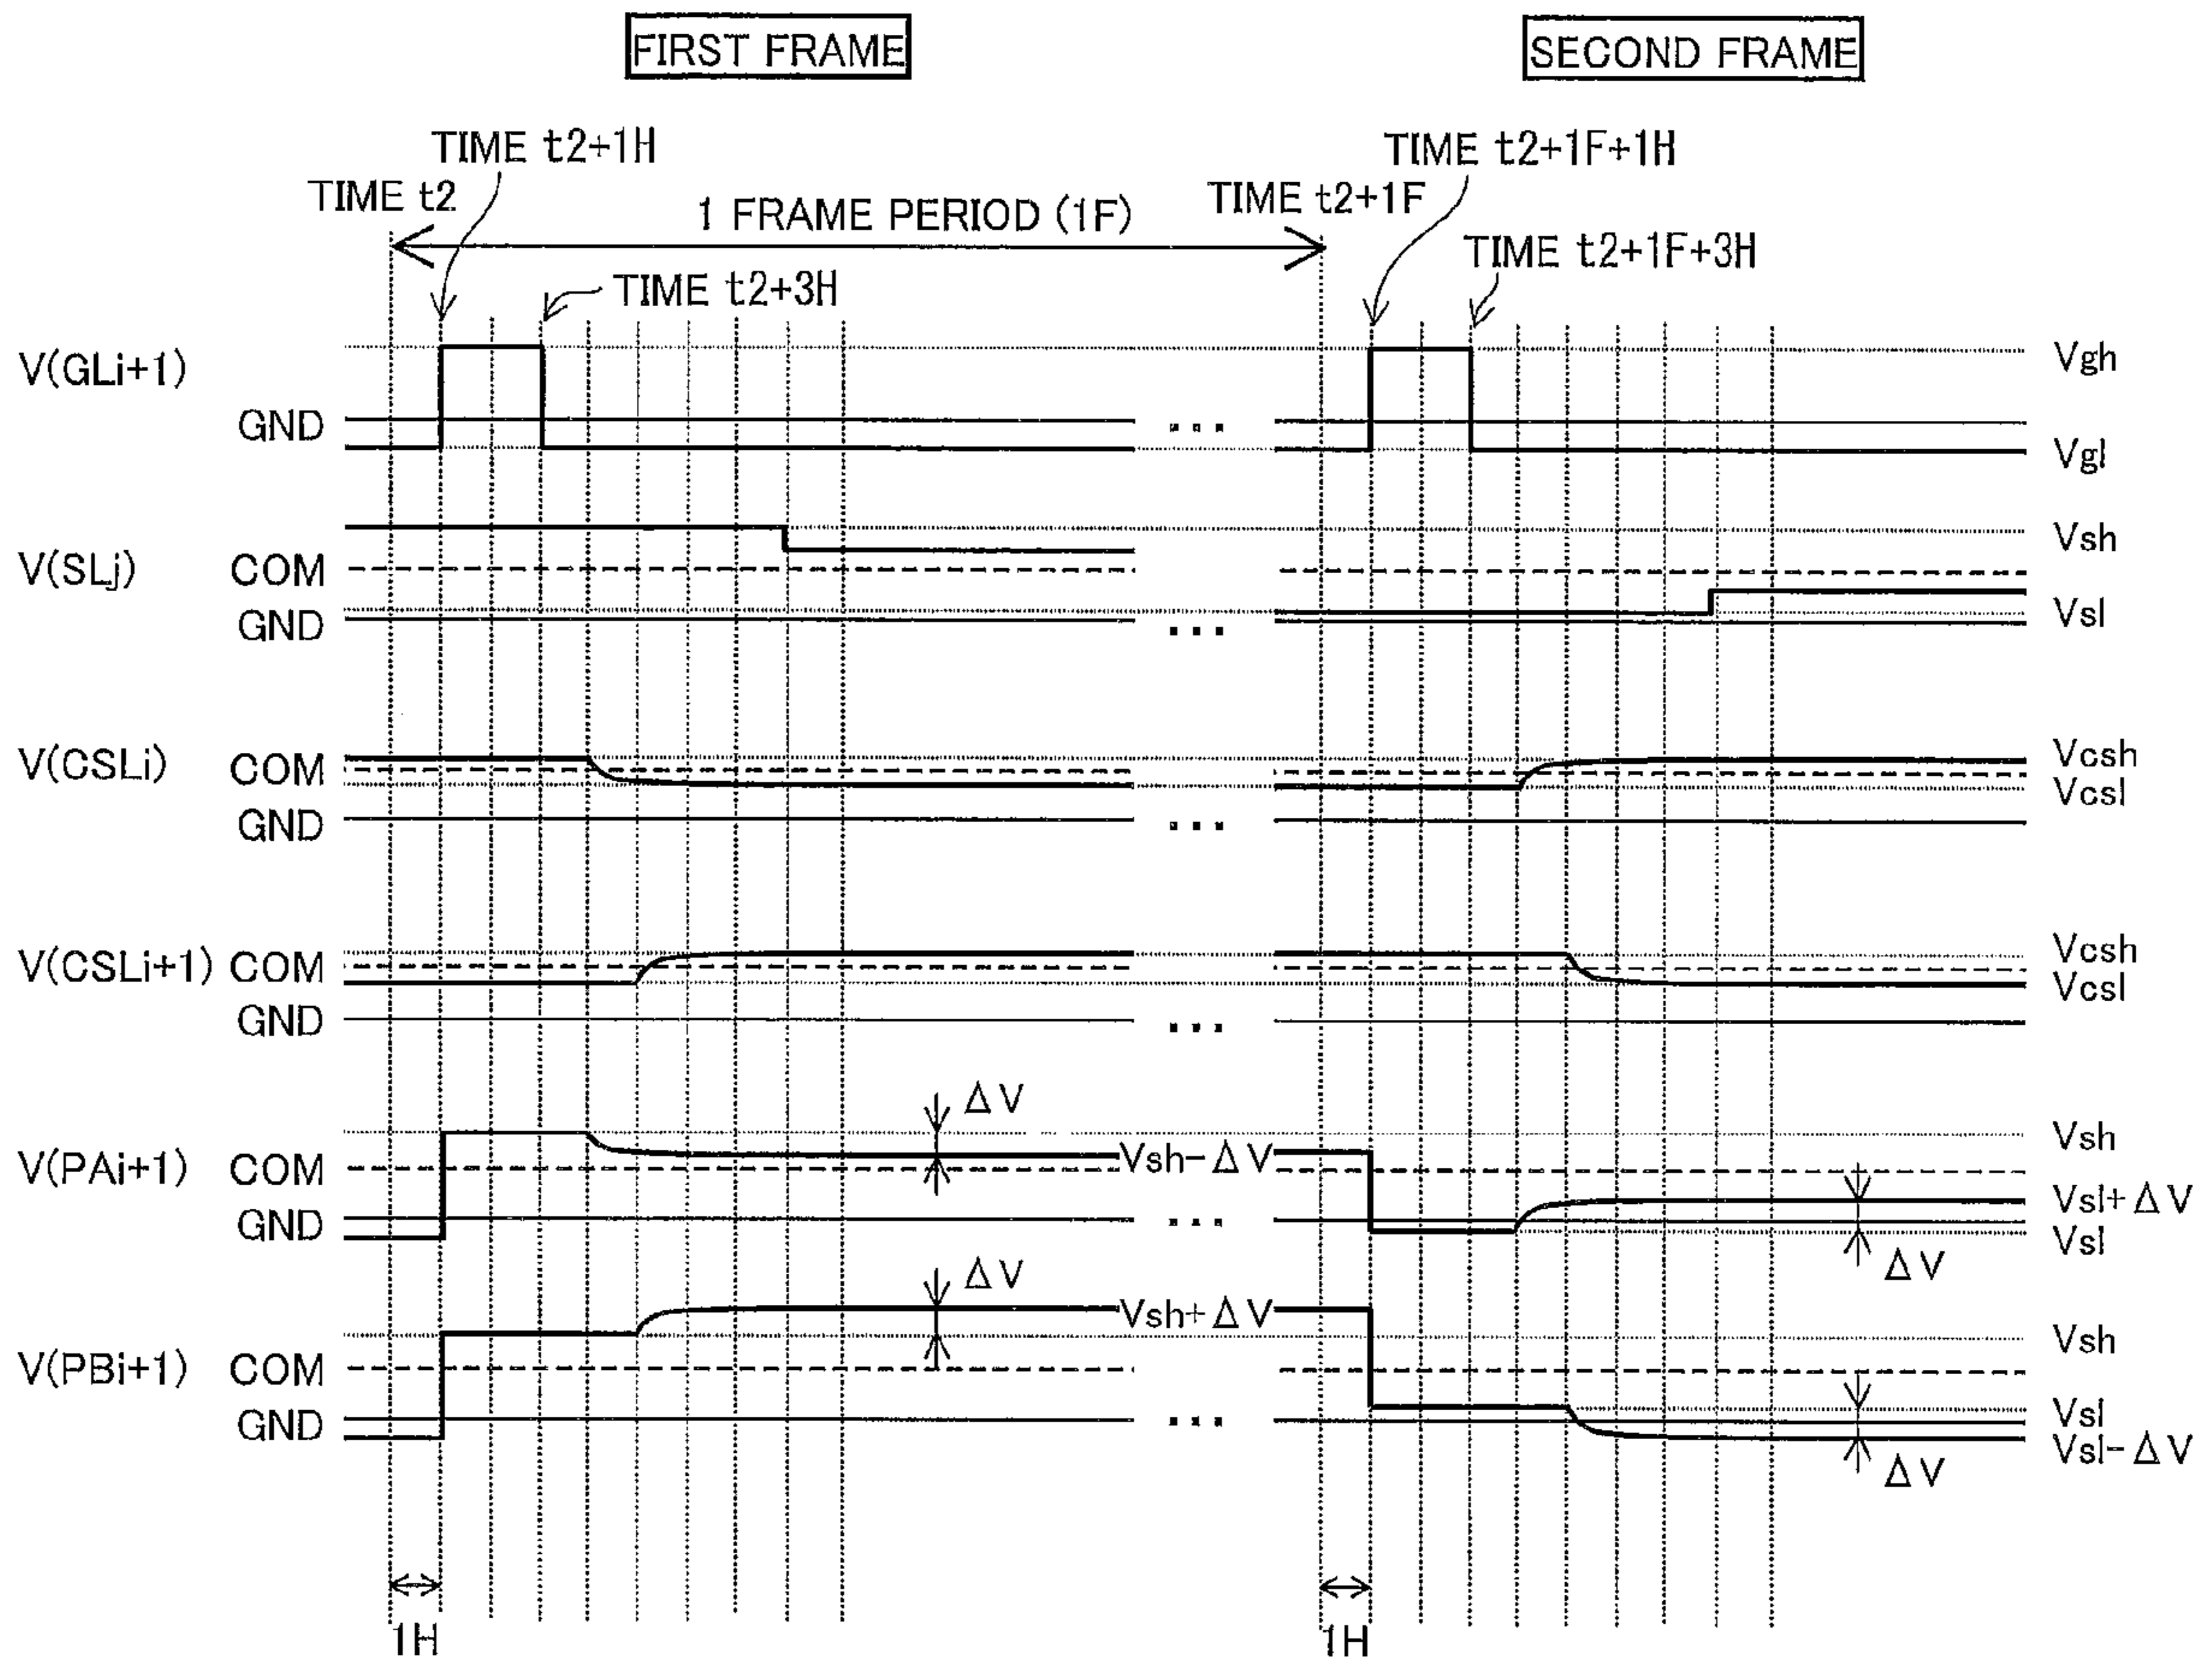 FIRST FRAME
SECOND FRAME
TIME t2+1H
TIME t2+1F+1H
TIME t2
1 FRAME PERIOD (1F)
TIME t2+1F
TIME t2+1F+3H
TIME t2+3H
V(GLi+1)
GND
Vgh
Vgl
V(SLj)
COM
GND
Vsh
Vsl
V(CSLi)
COM
GND
Vcsh
Vcsl
V(CSLi+1)
COM
GND
Vcsh
Vcsl
ΔV
V(PAi+1)
COM
GND
Vsh-ΔV
Vsh
Vsl+ΔV
Vsl
ΔV
ΔV
V(PBi+1)
COM
GND
Vsh+ΔV
Vsh
Vsl
Vsl-ΔV
ΔV
1H
1H